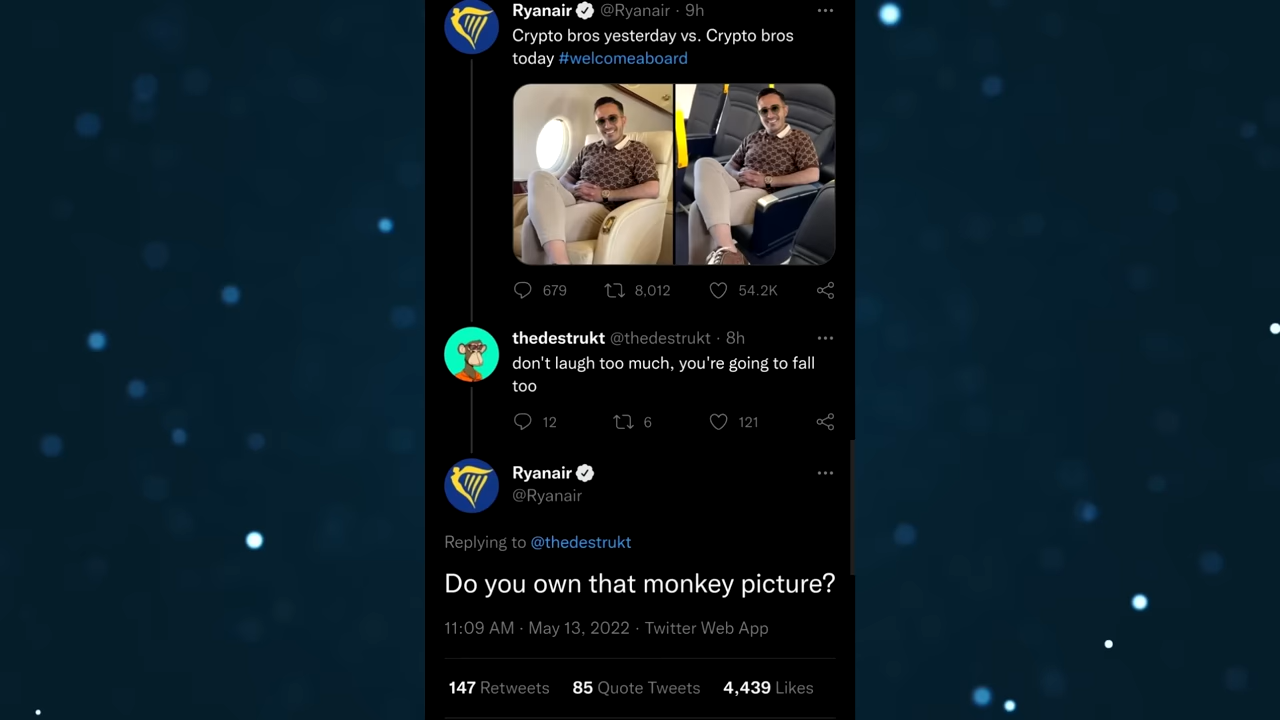 Ryanair @Ryanair · 9h
Crypto bros yesterday vs. Crypto bros
today #welcomeaboard
679 8,012 54.2K
thedestrukt @thedestrukt · 8h
don't laugh too much, you're going to fall
too
12 6 121
Ryanair
@Ryanair
Replying to @thedestrukt
Do you own that monkey picture?
11:09 AM · May 13, 2022 · Twitter Web App
147 Retweets 85 Quote Tweets 4,439 Likes